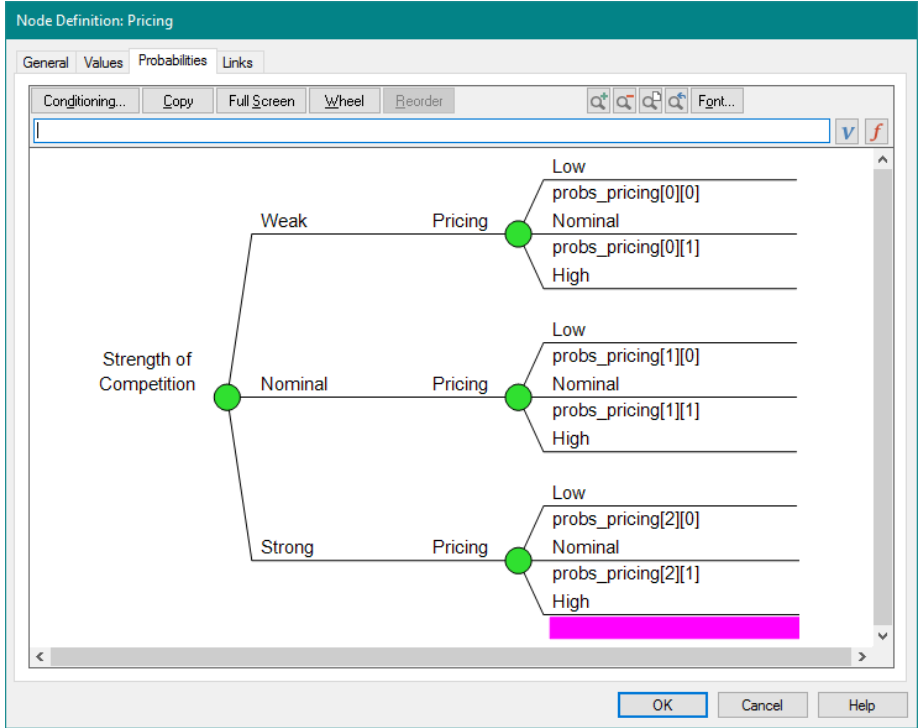 Node Definition: Pricing
General Values Probabilities Links
Conditioning... Copy Full Screen Wheel Reorder Font...
V f
Low
probs_pricing[0][0]
Weak Pricing Nominal
probs_pricing[0][1]
High
Low
Strength of probs_pricing[1][0]
Competition Nominal Pricing Nominal
probs_pricing[1][1]
High
Low
probs_pricing[2][0]
Strong Pricing Nominal
probs_pricing[2][1]
High
OK Cancel Help